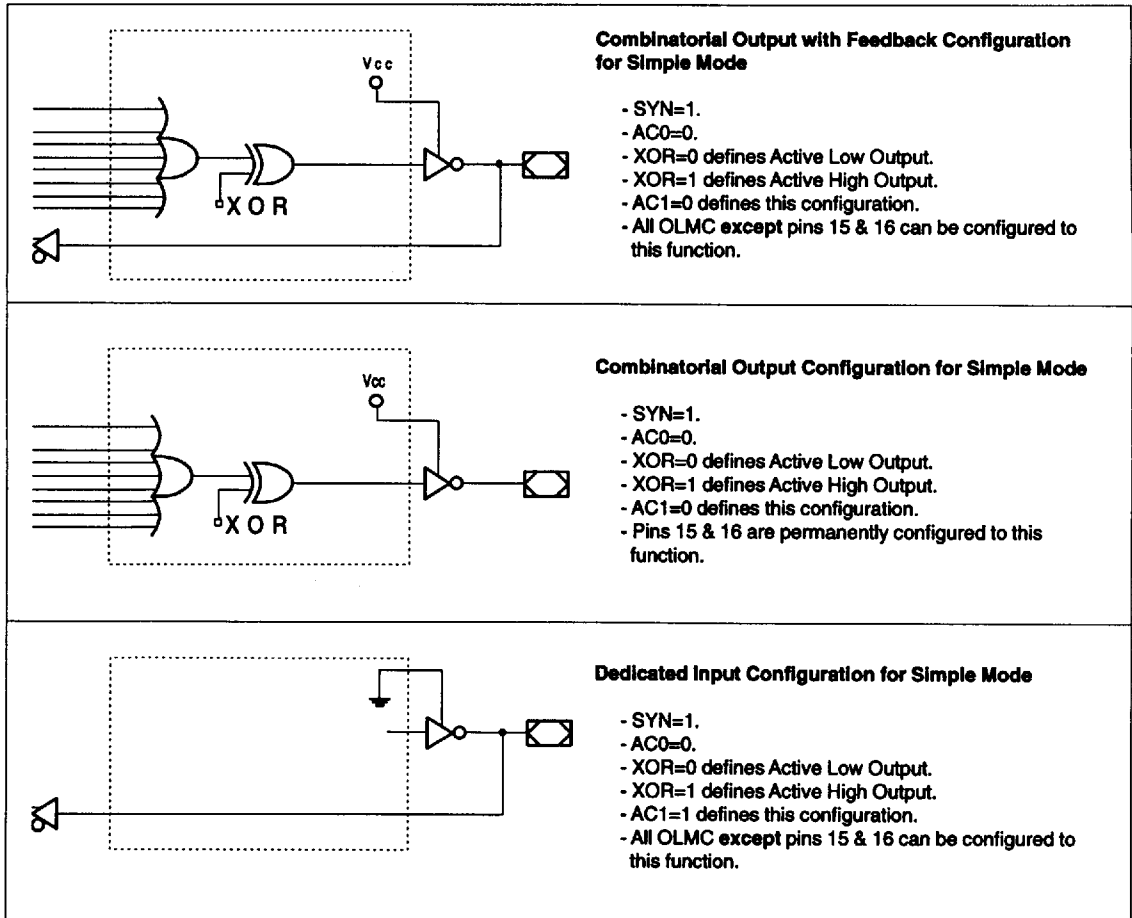 Combinatorial Output with Feedback Configuration
for Simple Mode
Vcc
- SYN=1.
- AC0=0.
- XOR=0 defines Active Low Output.
- XOR=1 defines Active High Output.
- AC1=0 defines this configuration.
- All OLMC except pins 15 & 16 can be configured to
this function.
XOR
Combinatorial Output Configuration for Simple Mode
Vcc
- SYN=1.
- AC0=0.
- XOR=0 defines Active Low Output.
- XOR=1 defines Active High Output.
- AC1=0 defines this configuration.
- Pins 15 & 16 are permanently configured to this
function.
XOR
Dedicated Input Configuration for Simple Mode
- SYN=1.
- AC0=0.
- XOR=0 defines Active Low Output.
- XOR=1 defines Active High Output.
- AC1=1 defines this configuration.
- All OLMC except pins 15 & 16 can be configured to
this function.